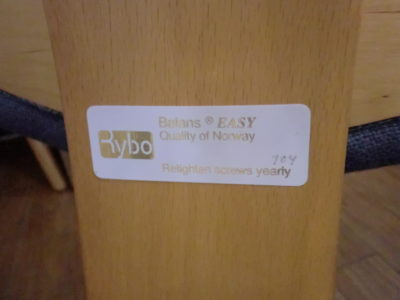 Rybo
Balans ® EASY
Quality of Norway
704
Retighten screws yearly